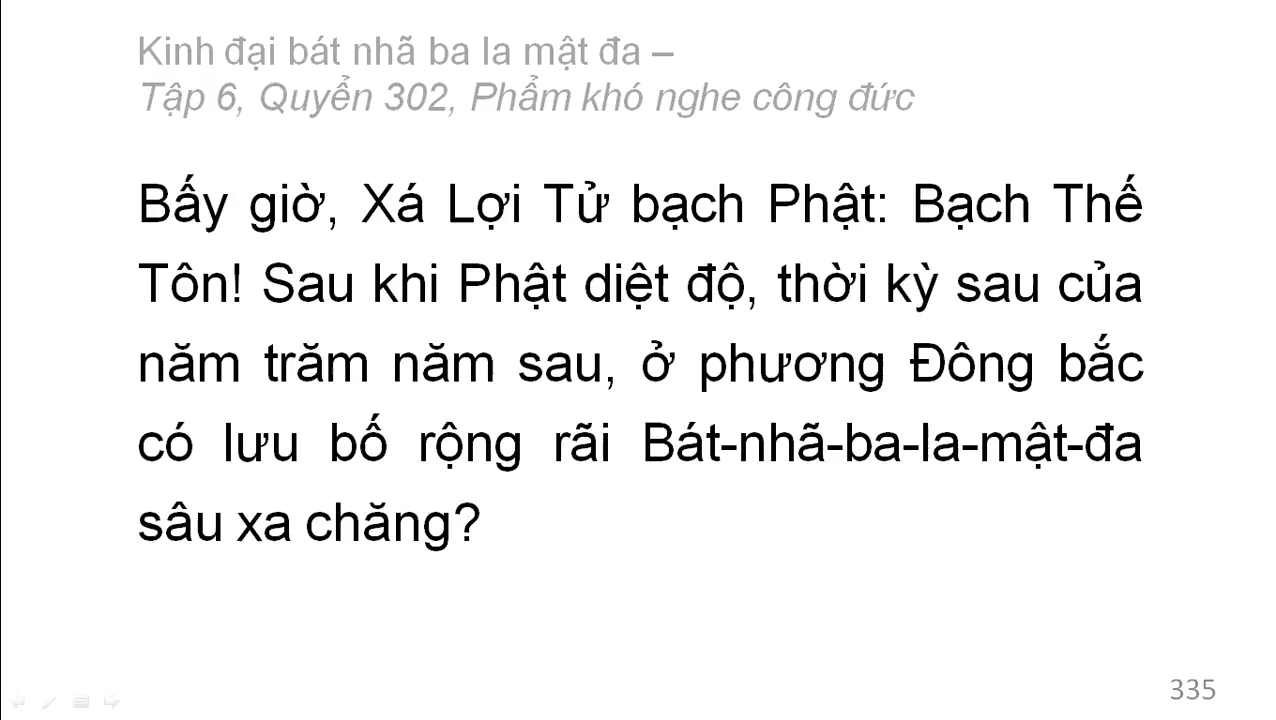 Kinh đại bát nhã ba la mật đa –
Tập 6, Quyển 302, Phẩm khó nghe công đức
Bấy giờ, Xá Lợi Tử bạch Phật: Bạch Thế
Tôn! Sau khi Phật diệt độ, thời kỳ sau của
năm trăm năm sau, ở phương Đông bắc
có lưu bố rộng rãi Bát-nhã-ba-la-mật-đa
sâu xa chăng?
335